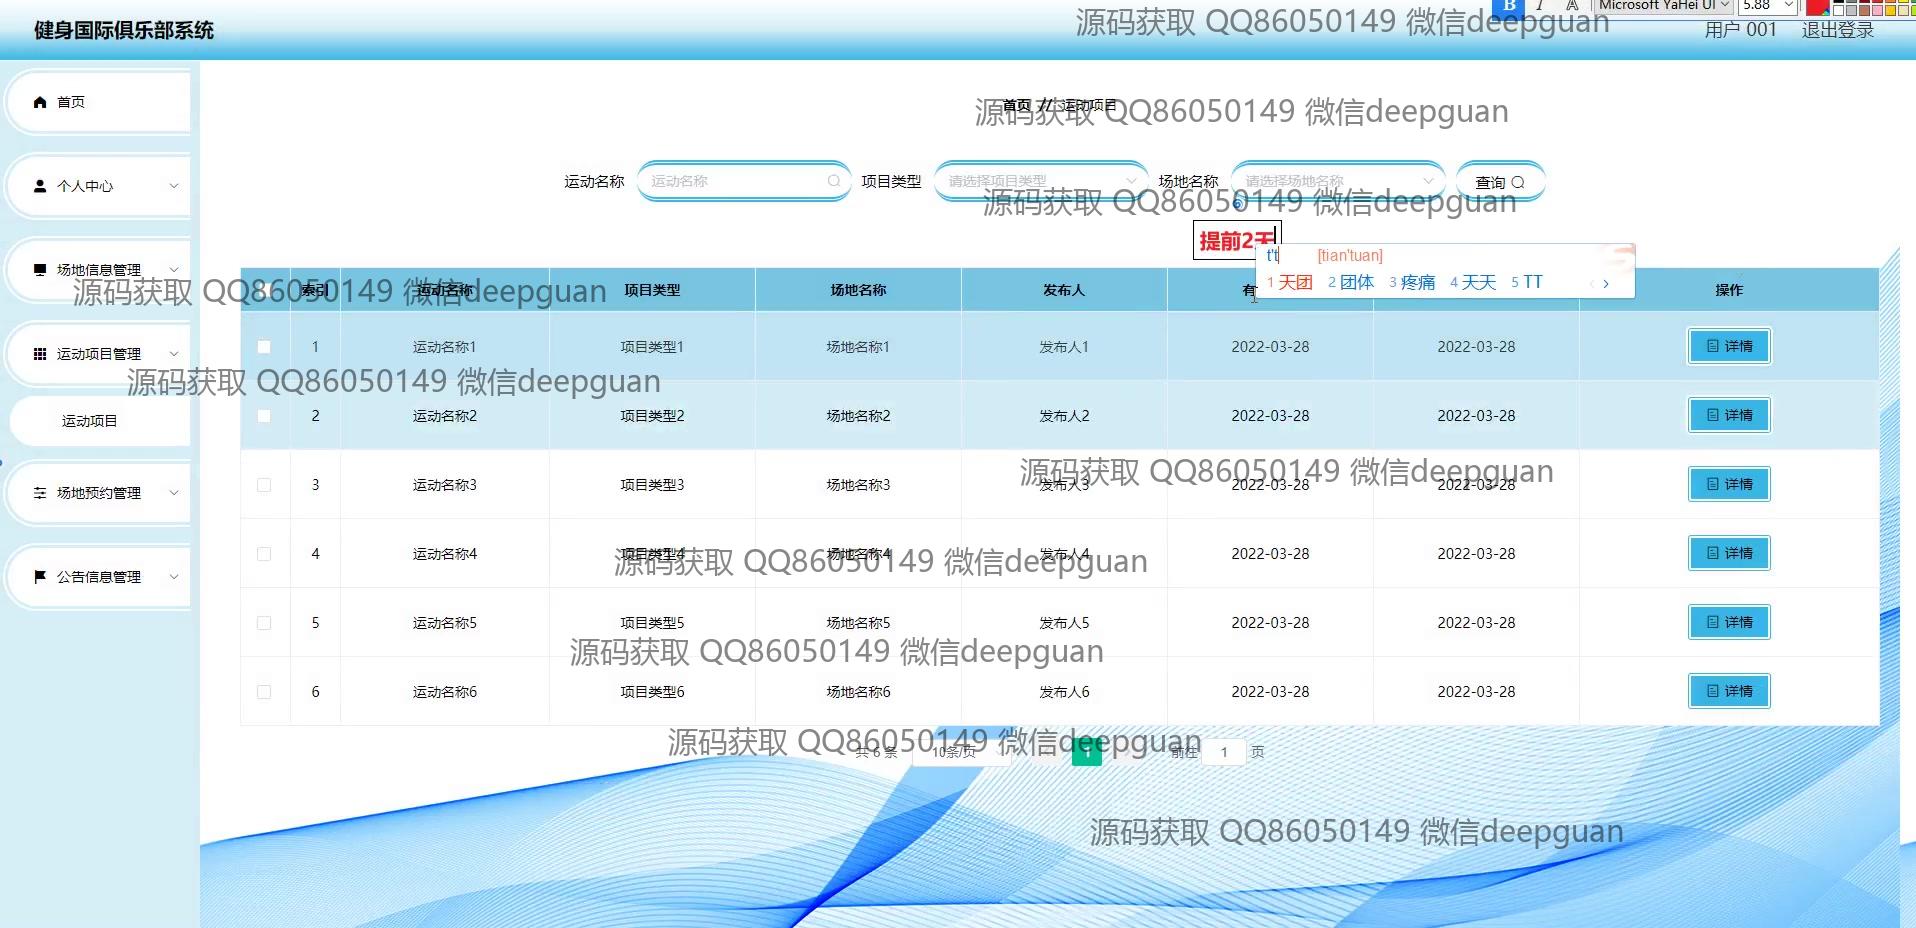 源码获取 QQ86050149 微信deepguan
B I A Microsoft YaHei UI 5.88
健身国际俱乐部系统
用户 001 退出登录
首页
首页 // 运动项目
源码获取 QQ86050149 微信deepguan
个人中心
运动名称 运动名称 项目类型 请选择项目类型 场地名称 请选择场地名称 查询
源码获取 QQ86050149 微信deepguan
提前2天
t't [tian'tuan]
1 天团 2 团体 3 疼痛 4 天天 5 TT
场地信息管理
源码获取 QQ86050149 微信deepguan
索引 运动名称 项目类型 场地名称 发布人 有 操作
1 运动名称1 项目类型1 场地名称1 发布人1 2022-03-28 2022-03-28 详情
运动项目管理
源码获取 QQ86050149 微信deepguan
2 运动名称2 项目类型2 场地名称2 发布人2 2022-03-28 2022-03-28 详情
运动项目
源码获取 QQ86050149 微信deepguan
3 运动名称3 项目类型3 场地名称3 发布人3 2022-03-28 2022-03-28 详情
场地预约管理
4 运动名称4 项目类型4 场地名称4 发布人4 2022-03-28 2022-03-28 详情
源码获取 QQ86050149 微信deepguan
公告信息管理
5 运动名称5 项目类型5 场地名称5 发布人5 2022-03-28 2022-03-28 详情
源码获取 QQ86050149 微信deepguan
6 运动名称6 项目类型6 场地名称6 发布人6 2022-03-28 2022-03-28 详情
源码获取 QQ86050149 微信deepguan
共 6 条 10条/页 1 前往 1 页
源码获取 QQ86050149 微信deepguan